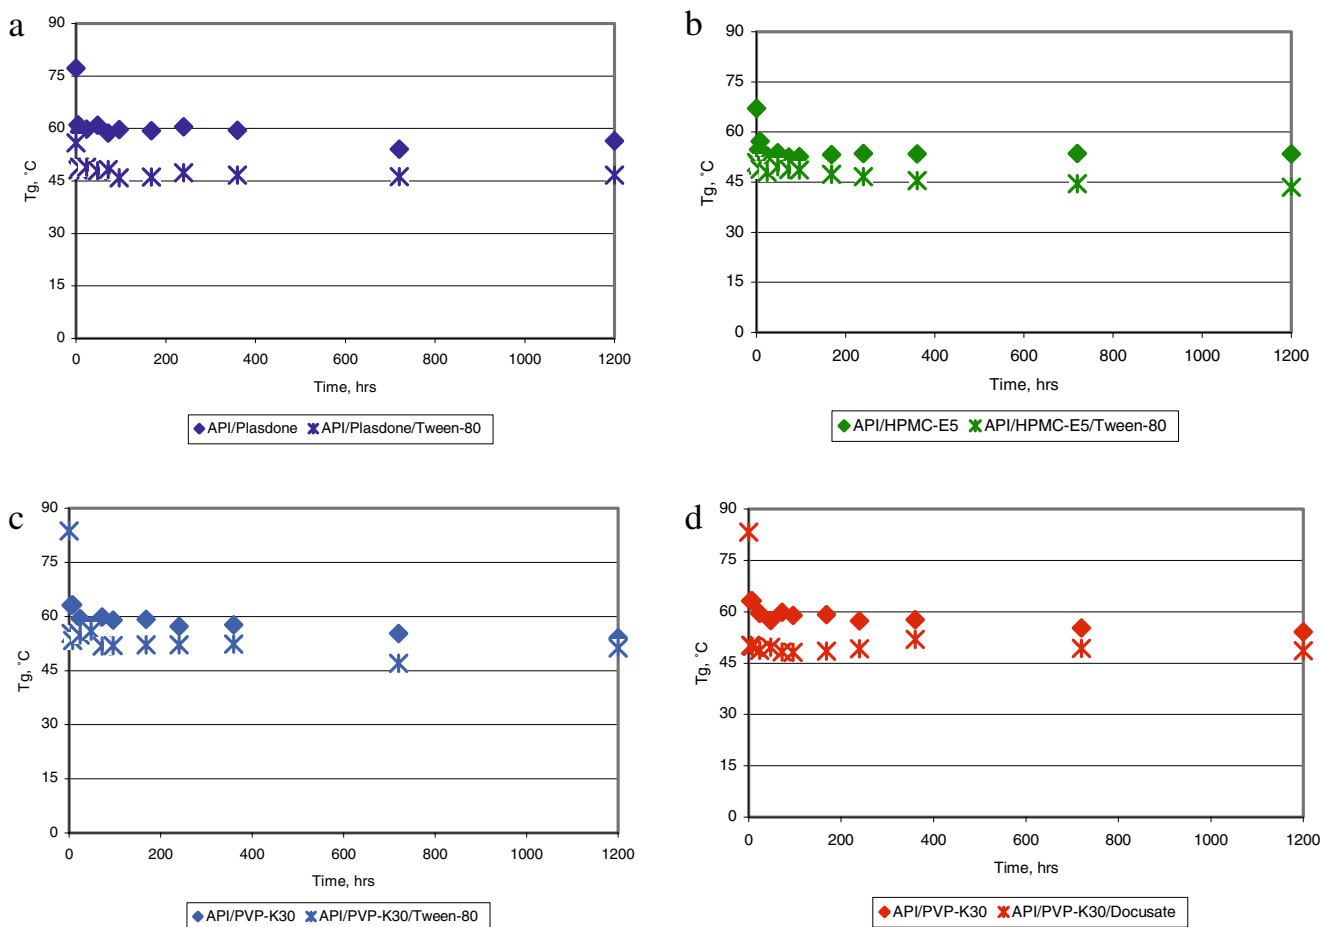 a
90
75
60
45
30
15
0
Tg, °C
0 200 400 600 800 1000 1200
Time, hrs
API/Plasdone API/Plasdone/Tween-80
b
90
75
60
45
30
15
0
Tg, °C
0 200 400 600 800 1000 1200
Time, hrs
API/HPMC-E5 API/HPMC-E5/Tween-80
c
90
75
60
45
30
15
0
Tg, °C
0 200 400 600 800 1000 1200
Time, hrs
API/PVP-K30 API/PVP-K30/Tween-80
d
90
75
60
45
30
15
0
Tg, °C
0 200 400 600 800 1000 1200
Time, hrs
API/PVP-K30 API/PVP-K30/Docusate